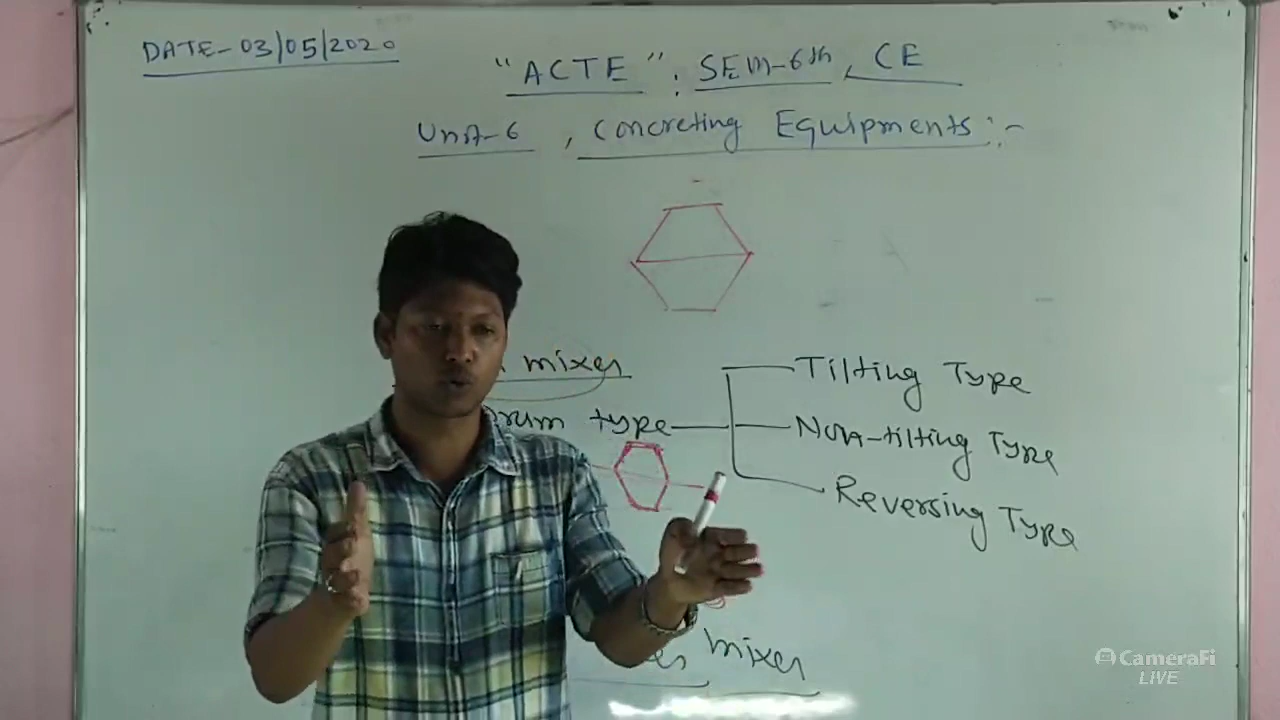 DATE-03/05/2020
"ACTE". SEM-6th, CE
Unit-6, Concreting Equipments:-
mixer
Drum type
Tilting Type
Non-tilting Type
Reversing Type
mixer
CameraFi
LIVE